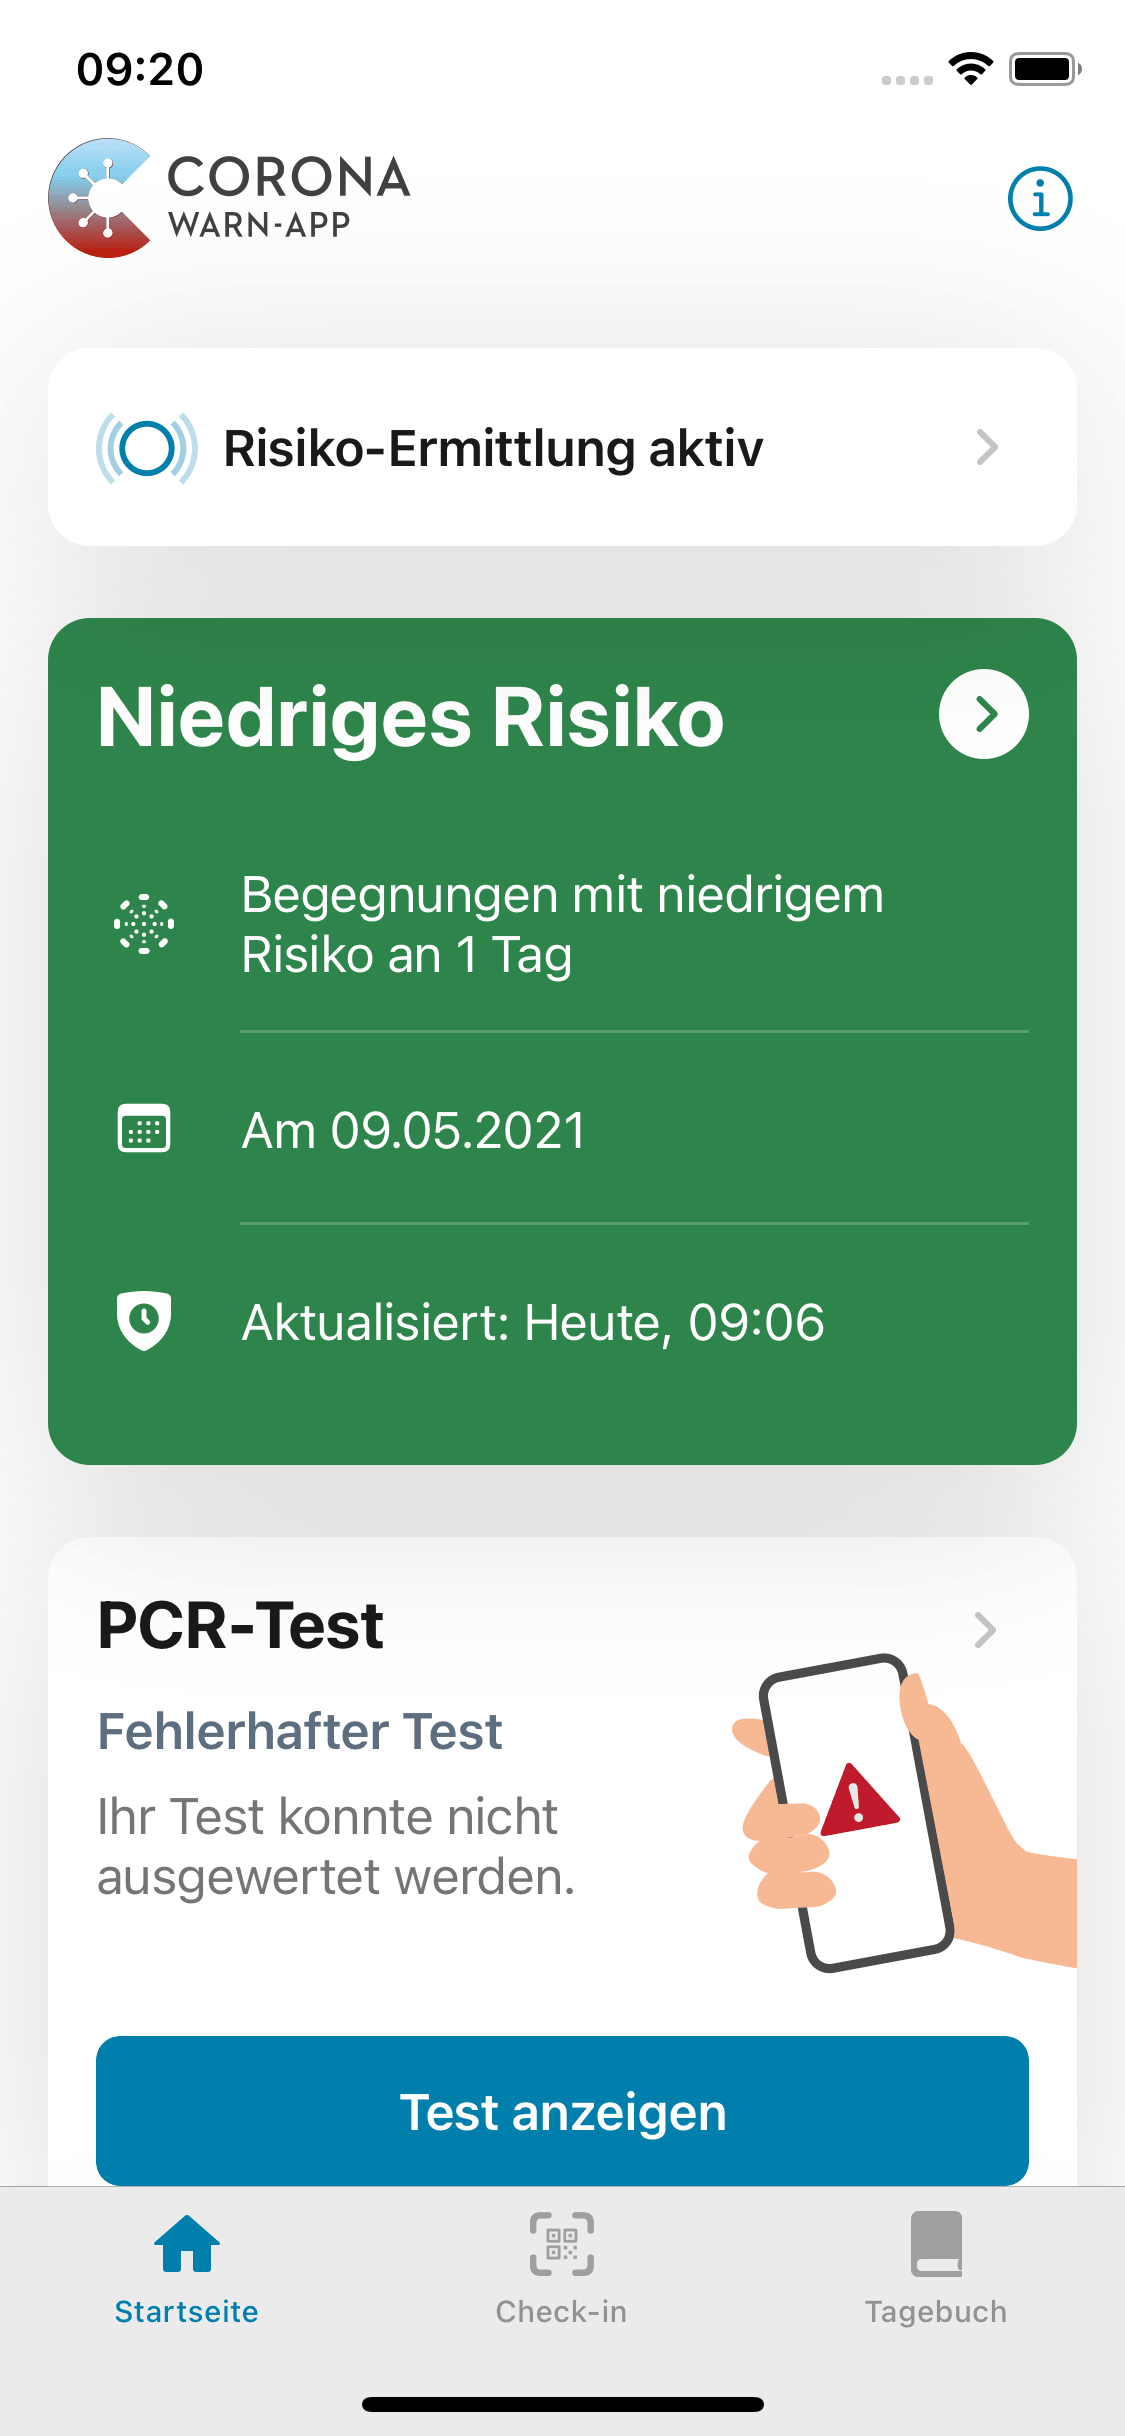 09:20
CORONA
WARN-APP
Risiko-Ermittlung aktiv
Niedriges Risiko
Begegnungen mit niedrigem
Risiko an 1 Tag
Am 09.05.2021
Aktualisiert: Heute, 09:06
PCR-Test
Fehlerhafter Test
Ihr Test konnte nicht
ausgewertet werden.
Test anzeigen
Startseite
Check-in
Tagebuch